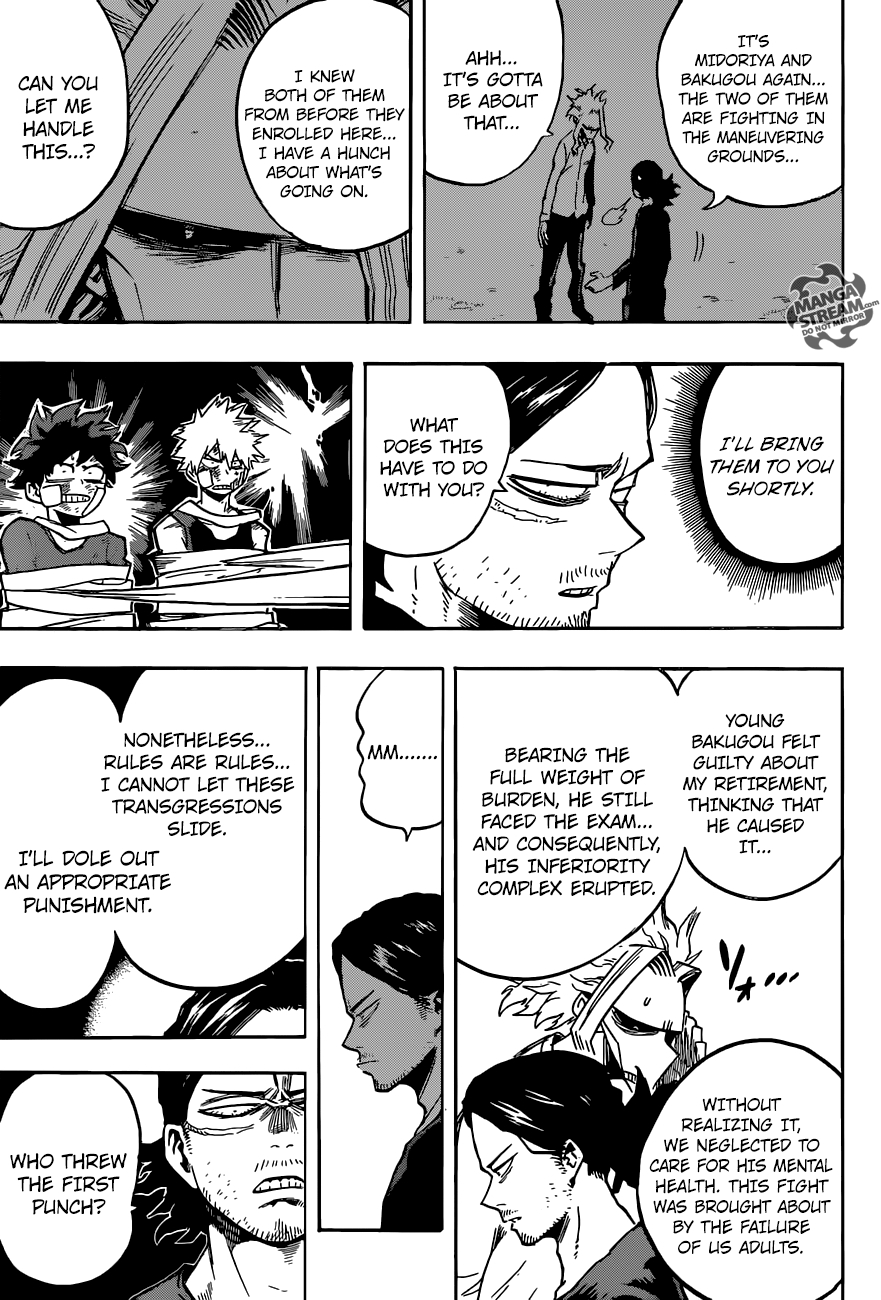 IT'S
MIDORIYA AND
BAKUGOU AGAIN...
THE TWO OF THEM
ARE FIGHTING IN
THE MANEUVERING
GROUNDS...
AHH...
IT'S GOTTA
BE ABOUT
THAT...
I KNEW
BOTH OF THEM
FROM BEFORE THEY
ENROLLED HERE...
I HAVE A HUNCH
ABOUT WHAT'S
GOING ON.
CAN YOU
LET ME
HANDLE
THIS...?
MANGA
STREAM.com
DO NOT MIRROR
I'LL BRING
THEM TO YOU
SHORTLY.
WHAT
DOES THIS
HAVE TO DO
WITH YOU?
YOUNG
BAKUGOU FELT
GUILTY ABOUT
MY RETIREMENT,
THINKING THAT
HE CAUSED
IT...
BEARING THE
FULL WEIGHT OF
BURDEN, HE STILL
FACED THE EXAM...
AND CONSEQUENTLY,
HIS INFERIORITY
COMPLEX ERUPTED.
ソォ…
WITHOUT
REALIZING IT,
WE NEGLECTED TO
CARE FOR HIS MENTAL
HEALTH. THIS FIGHT
WAS BROUGHT ABOUT
BY THE FAILURE
OF US ADULTS.
MM.......
NONETHELESS...
RULES ARE RULES...
I CANNOT LET THESE
TRANSGRESSIONS
SLIDE.
I'LL DOLE OUT
AN APPROPRIATE
PUNISHMENT.
WHO THREW
THE FIRST
PUNCH?